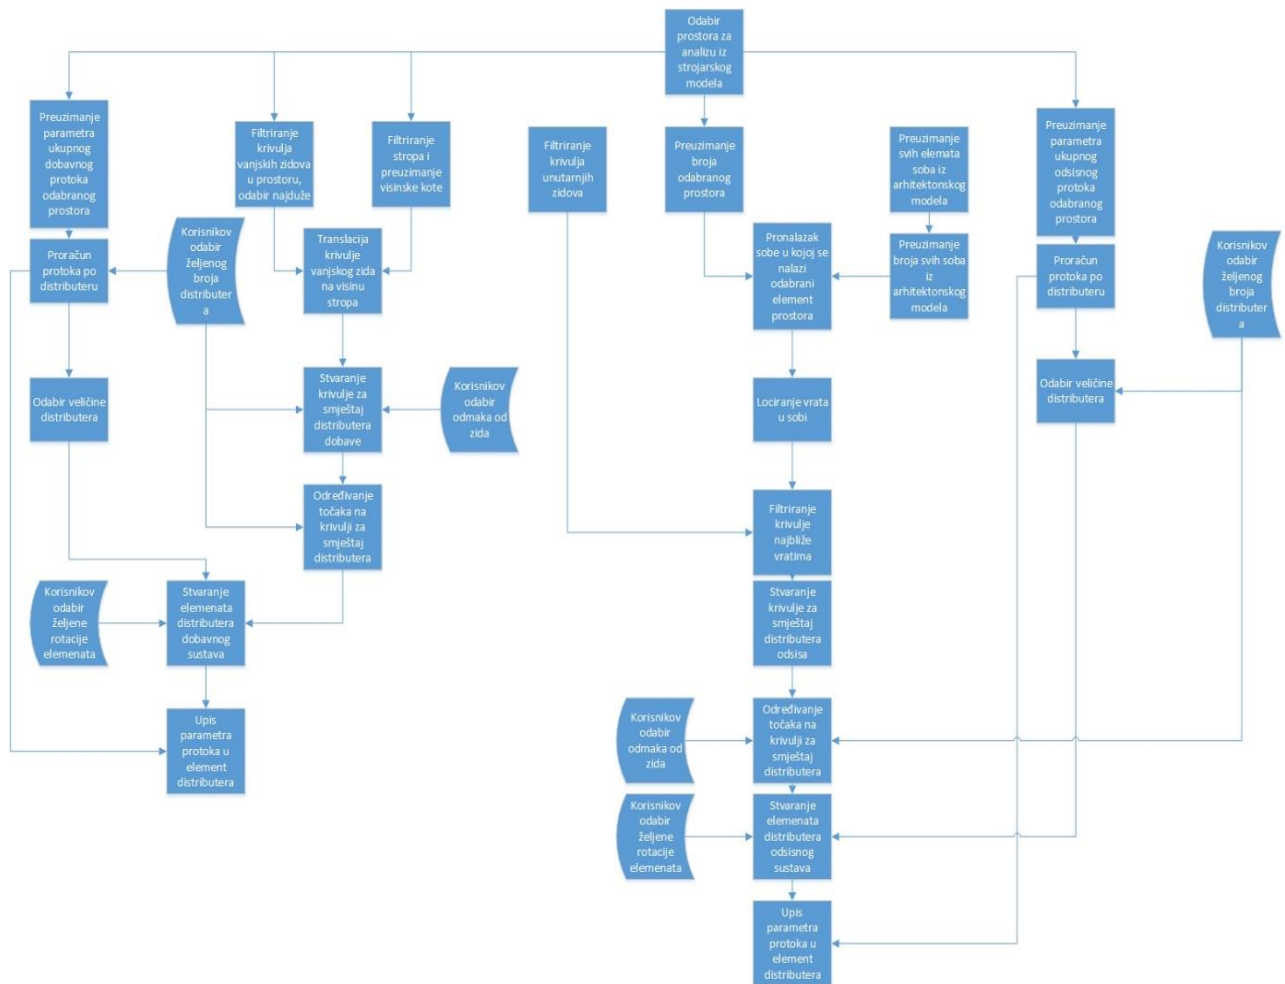 Odabir
prostora za
analizu iz
strojarskog
modela
Preuzimanje
parametra
ukupnog
dobavnog
protoka
odabranog
prostora
Filtriranje
krivulja
vanjskih zidova
u prostoru,
odabir najduže
Filtriranje
stropa i
preuzimanje
visinske kote
Filtriranje
krivulja
unutarnjih
zidova
Preuzimanje
broja
odabranog
prostora
Preuzimanje
svih elemata
soba iz
arhitektonskog
modela
Preuzimanje
parametra
ukupnog
odsisnog
protoka
odabranog
prostora
Proračun
protoka po
distributeru
Korisnikov
odabir
željenog
broja
distributer
a
Translacija
krivulje
vanjskog zida
na visinu
stropa
Pronalazak
sobe u kojoj se
nalazi
odabrani
element
prostora
Preuzimanje
broja svih soba
iz
arhitektonskog
modela
Proračun
protoka po
distributeru
Korisnikov
odabir
željenog
broja
distributer
a
Odabir veličine
distributera
Stvaranje
krivulje za
smještaj
distributera
dobave
Korisnikov
odabir
odmaka od
zida
Lociranje vrata
u sobi
Odabir veličine
distributera
Određivanje
točaka na
krivulji za
smještaj
distributera
Filtriranje
krivulje
najbliže
vratima
Korisnikov
odabir
željene
rotacije
elemenata
Stvaranje
elemenata
distributera
dobavnog
sustava
Stvaranje
krivulje za
smještaj
distributera
odsisa
Upis
parametra
protoka u
element
distributera
Korisnikov
odabir
odmaka od
zida
Određivanje
točaka na
krivulji za
smještaj
distributera
Korisnikov
odabir
željene
rotacije
elemenata
Stvaranje
elemenata
distributera
odsisnog
sustava
Upis
parametra
protoka u
element
distributera